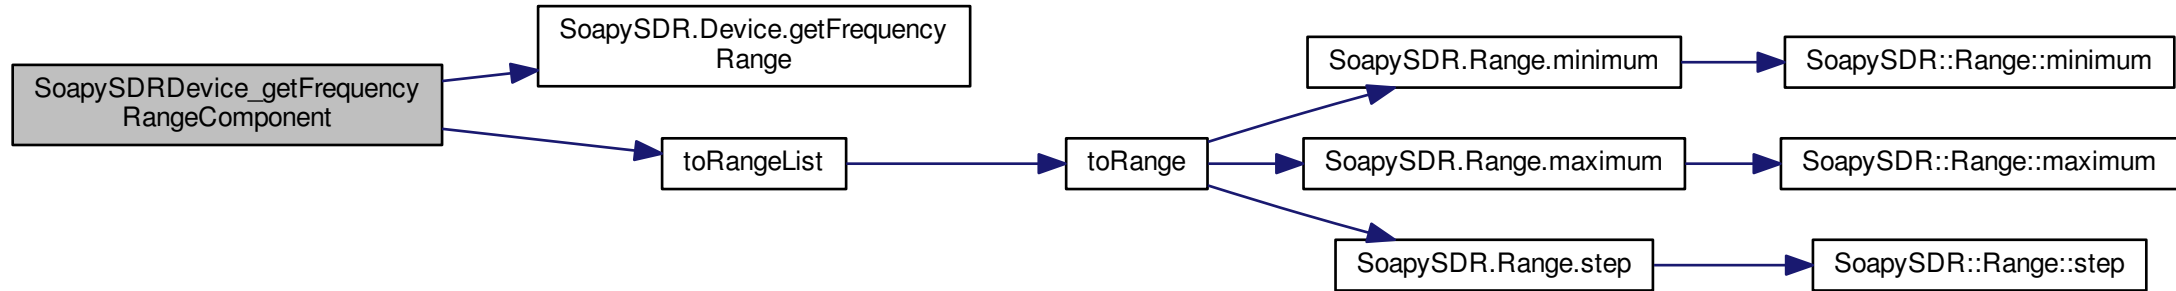 SoapySDRDevice_getFrequency
RangeComponent
SoapySDR.Device.getFrequency
Range
toRangeList
toRange
SoapySDR.Range.minimum
SoapySDR::Range::minimum
SoapySDR.Range.maximum
SoapySDR::Range::maximum
SoapySDR.Range.step
SoapySDR::Range::step